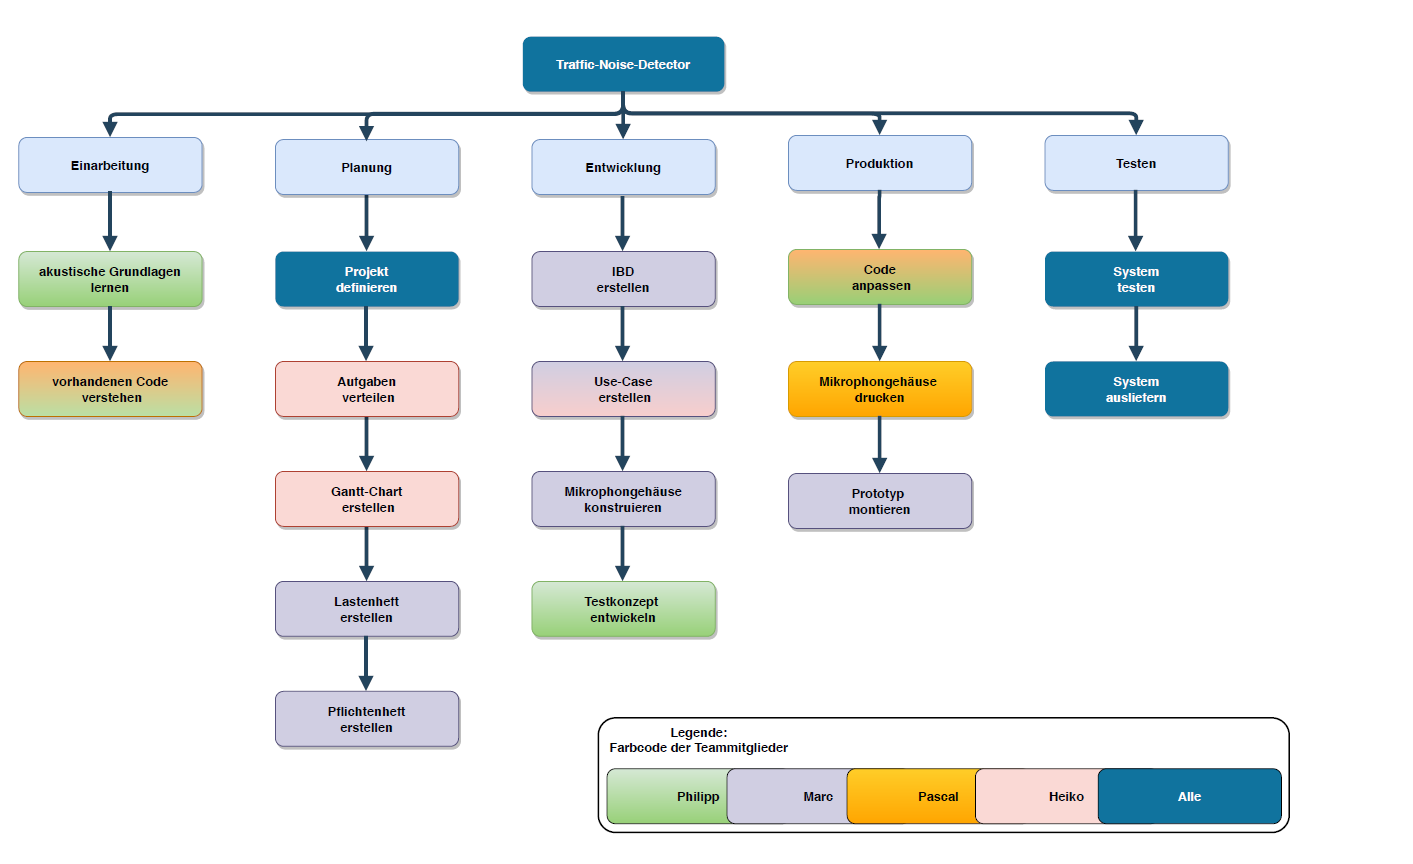 Traffic-Noise-Detector
Einarbeitung
akustische Grundlagen
lernen
vorhandenen Code
verstehen
Planung
Projekt
definieren
Aufgaben
verteilen
Gantt-Chart
erstellen
Lastenheft
erstellen
Pflichtenheft
erstellen
Entwicklung
IBD
erstellen
Use-Case
erstellen
Mikrophongehäuse
konstruieren
Testkonzept
entwickeln
Produktion
Code
anpassen
Mikrophongehäuse
drucken
Prototyp
montieren
Testen
System
testen
System
ausliefern
Legende:
Farbcode der Teammitglieder
Philipp
Marc
Pascal
Heiko
Alle